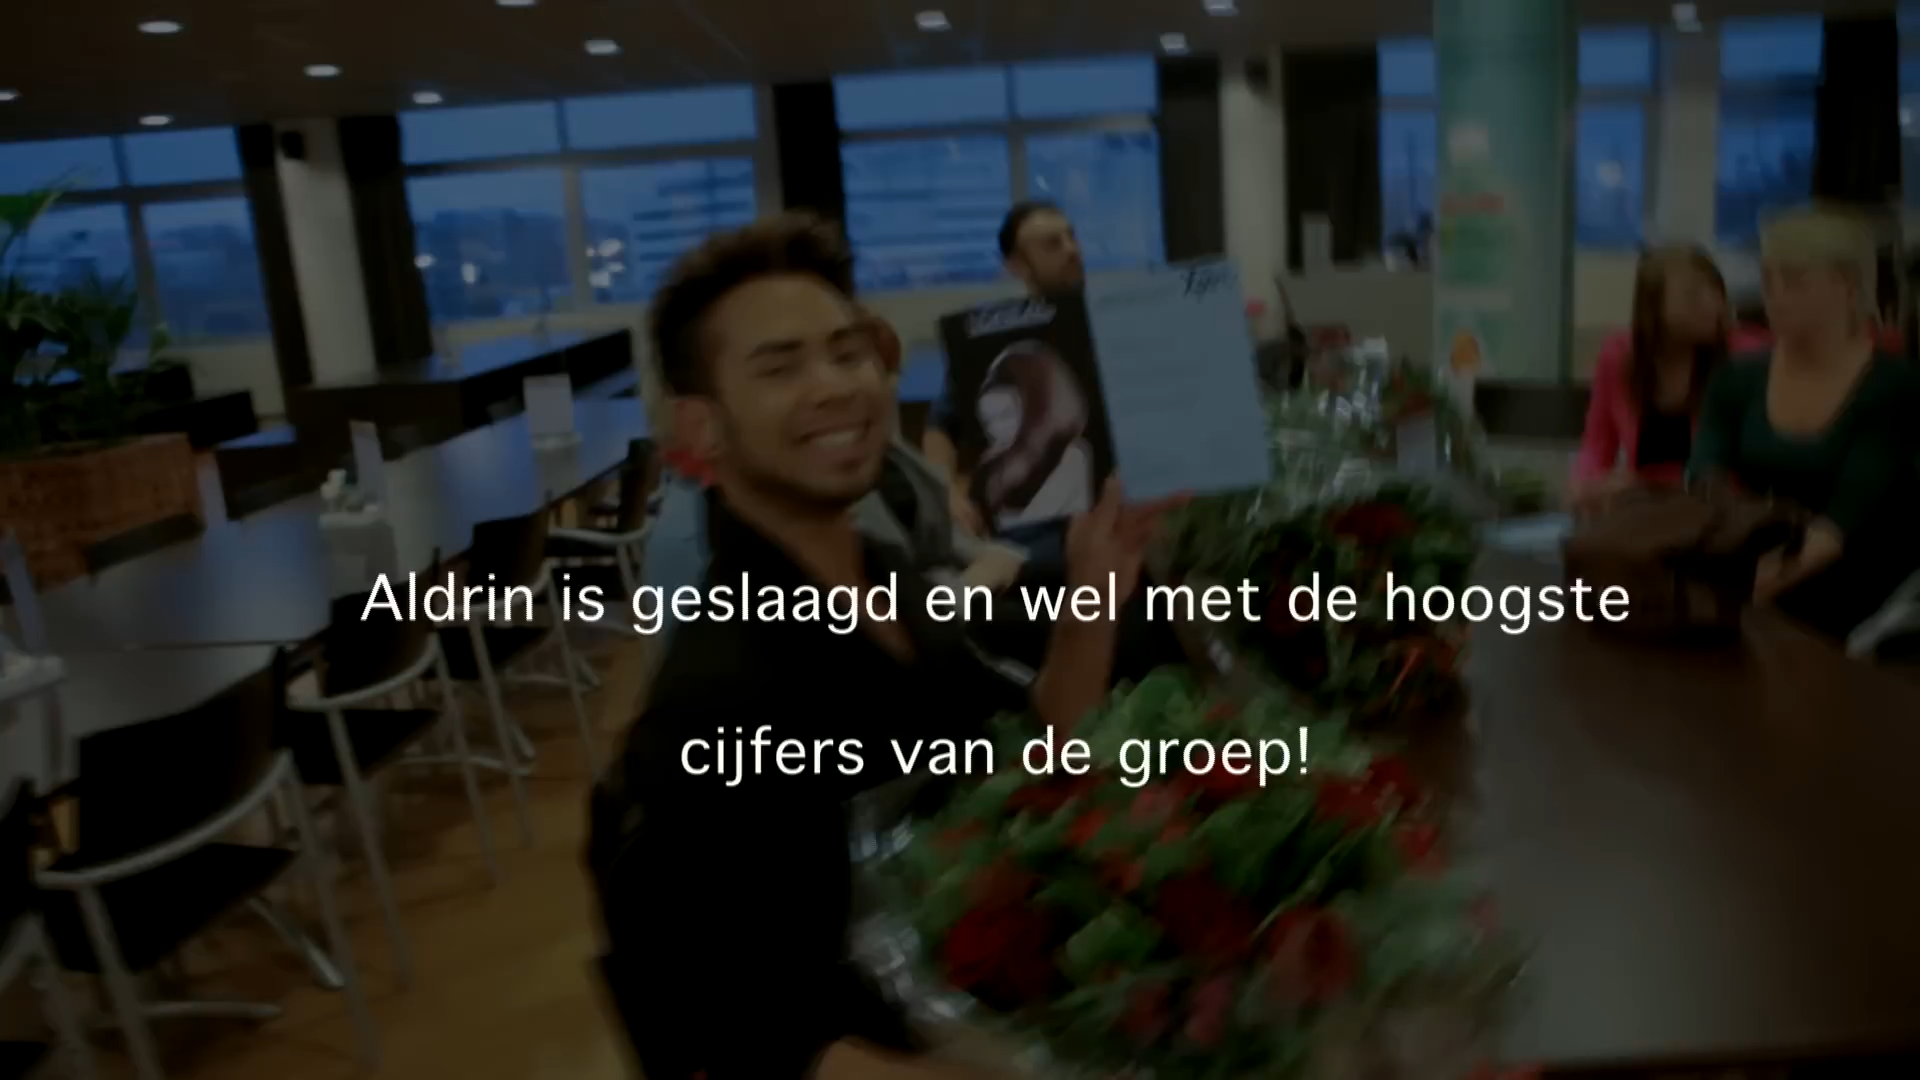 Aldrin is geslaagd en wel met de hoogste
cijfers van de groep!